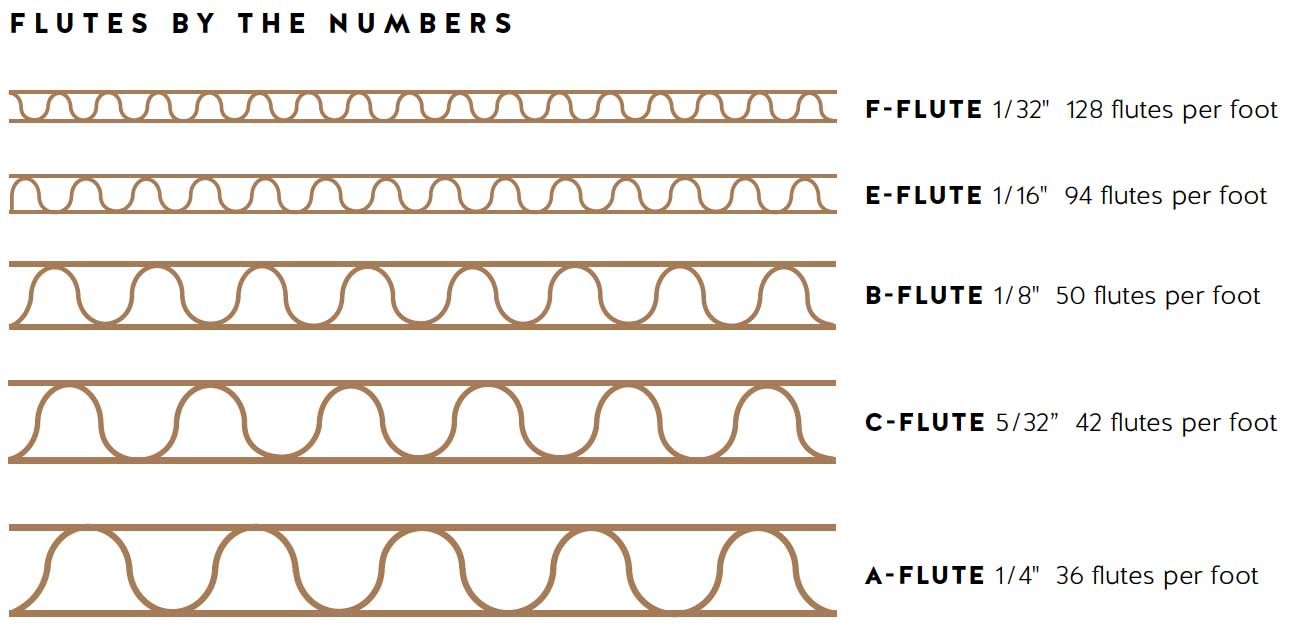 FLUTES BY THE NUMBERS
F-FLUTE 1/32" 128 flutes per foot
E-FLUTE 1/16" 94 flutes per foot
B-FLUTE 1/8" 50 flutes per foot
C-FLUTE 5/32” 42 flutes per foot
A-FLUTE 1/4" 36 flutes per foot